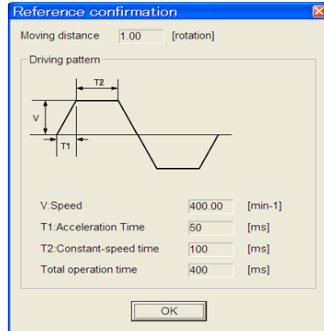 Reference confirmation
Moving distance 1.00 [rotation]
Driving pattern
T2
V
T1
V:Speed 400.00 [min-1]
T1:Acceleration Time 50 [ms]
T2:Constant-speed time 100 [ms]
Total operation time 400 [ms]
OK